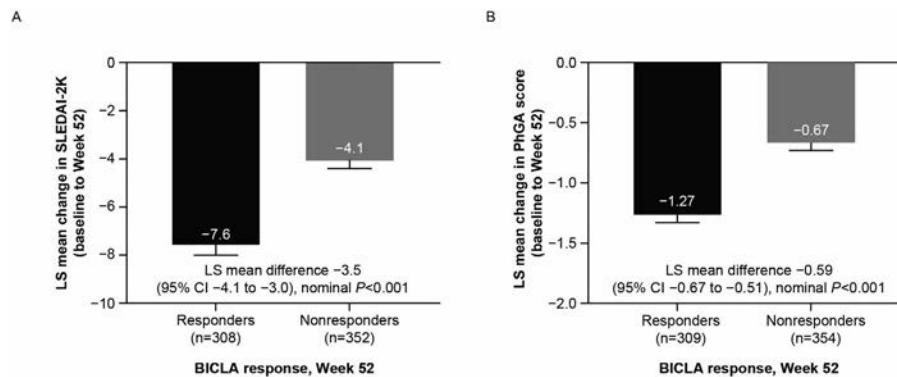 A
LS mean change in SLEDAI-2K
(baseline to Week 52)
0
−2
−4
−6
−8
−10
−7.6
−4.1
LS mean difference −3.5
(95% CI −4.1 to −3.0), nominal P<0.001
Responders
(n=308)
Nonresponders
(n=352)
BICLA response, Week 52
B
LS mean change in PhGA score
(baseline to Week 52)
0
−0.5
−1.0
−1.5
−2.0
−1.27
−0.67
LS mean difference −0.59
(95% CI −0.67 to −0.51), nominal P<0.001
Responders
(n=309)
Nonresponders
(n=354)
BICLA response, Week 52